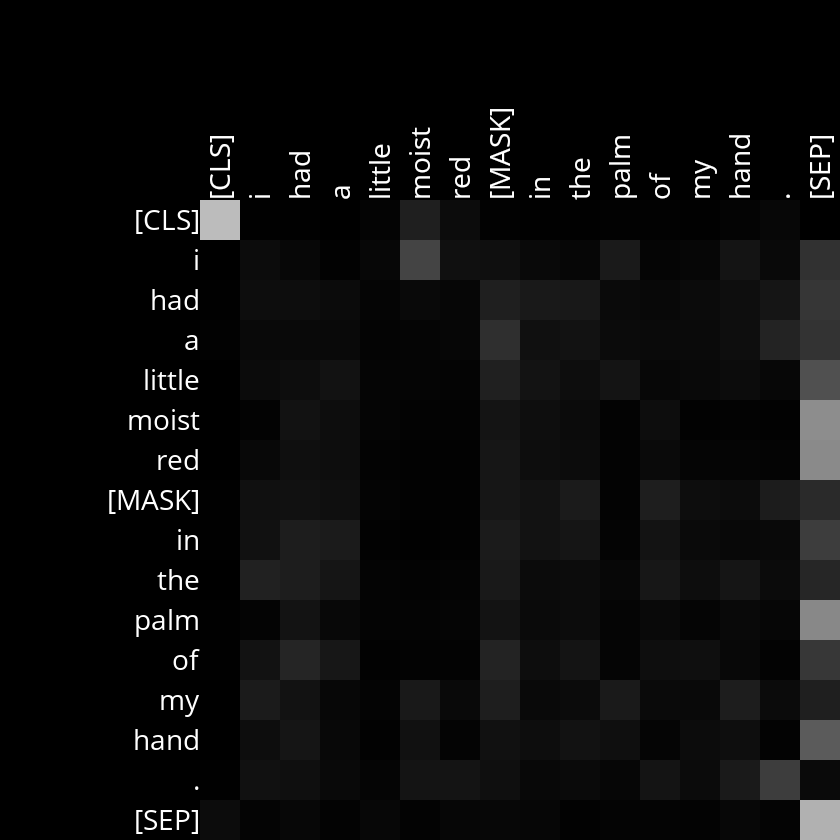 [CLS] i had a little moist red [MASK] in the palm of my hand . [SEP]
[CLS]
i
had
a
little
moist
red
[MASK]
in
the
palm
of
my
hand
.
[SEP]